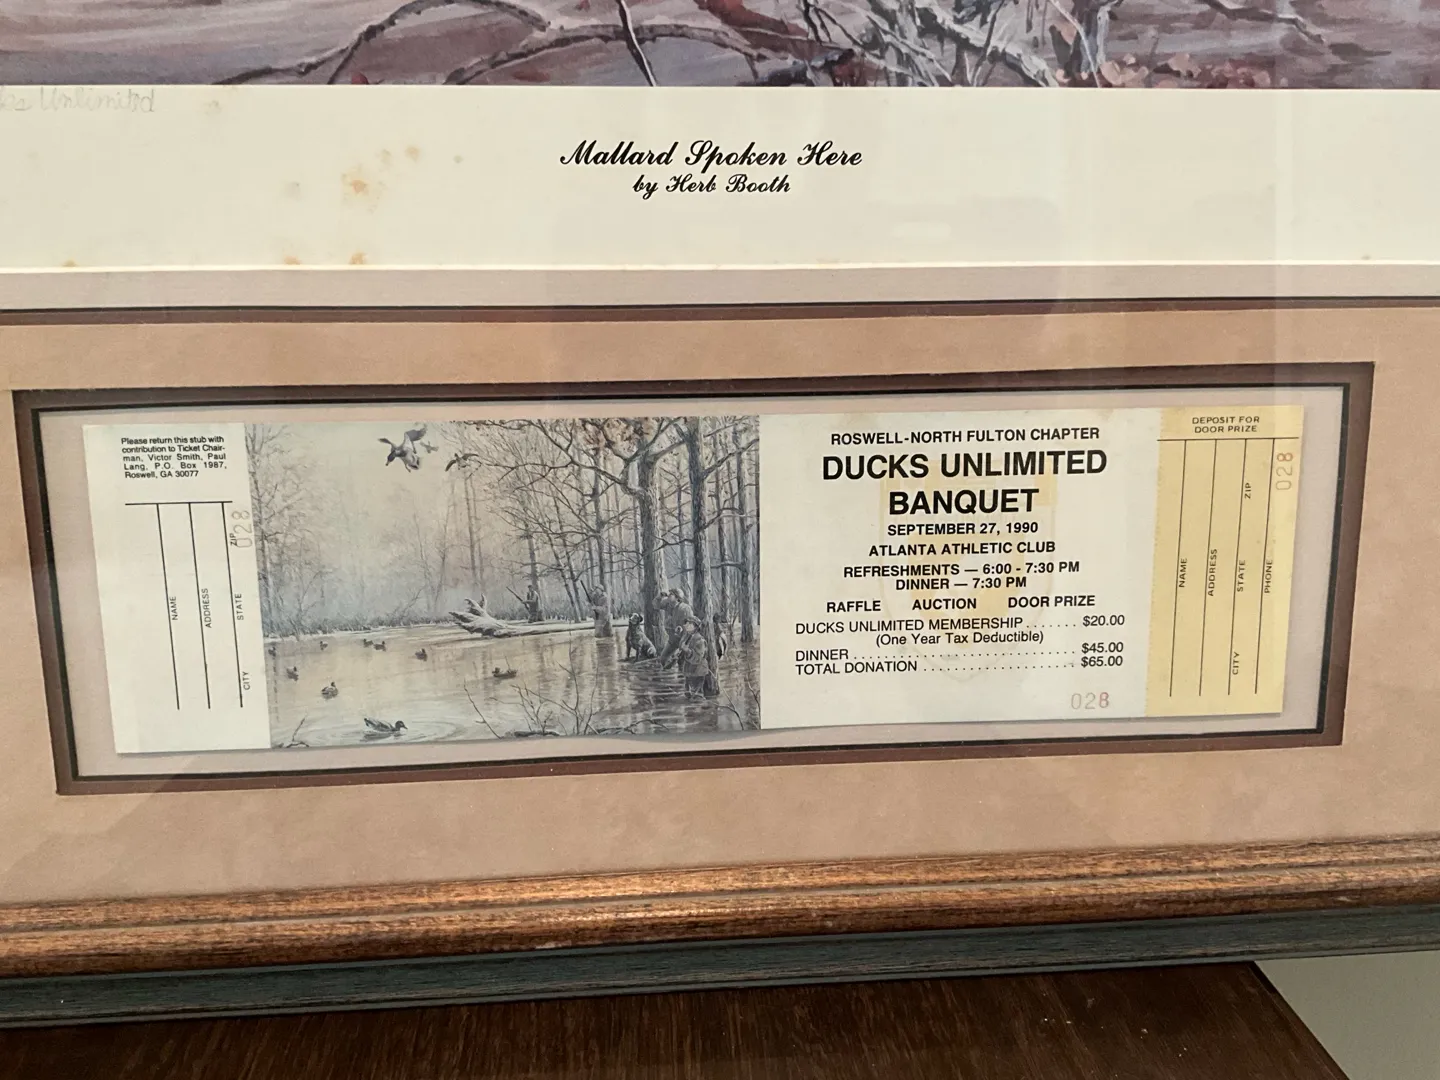 Unlimited
Mallard Spoken Here
by Herb Booth
Please return this stub with
contribution to Ticket Chair-
man, Victor Smith, Paul
Lang, P.O. Box 1987,
Roswell, GA 30077
NAME
ADDRESS
CITY STATE ZIP
028
ROSWELL-NORTH FULTON CHAPTER
DUCKS UNLIMITED
BANQUET
SEPTEMBER 27, 1990
ATLANTA ATHLETIC CLUB
REFRESHMENTS — 6:00 - 7:30 PM
DINNER — 7:30 PM
RAFFLE AUCTION DOOR PRIZE
DUCKS UNLIMITED MEMBERSHIP ....... $20.00
(One Year Tax Deductible)
DINNER .............................. $45.00
TOTAL DONATION ..................... $65.00
028
DEPOSIT FOR
DOOR PRIZE
NAME
ADDRESS
CITY STATE ZIP
PHONE
028